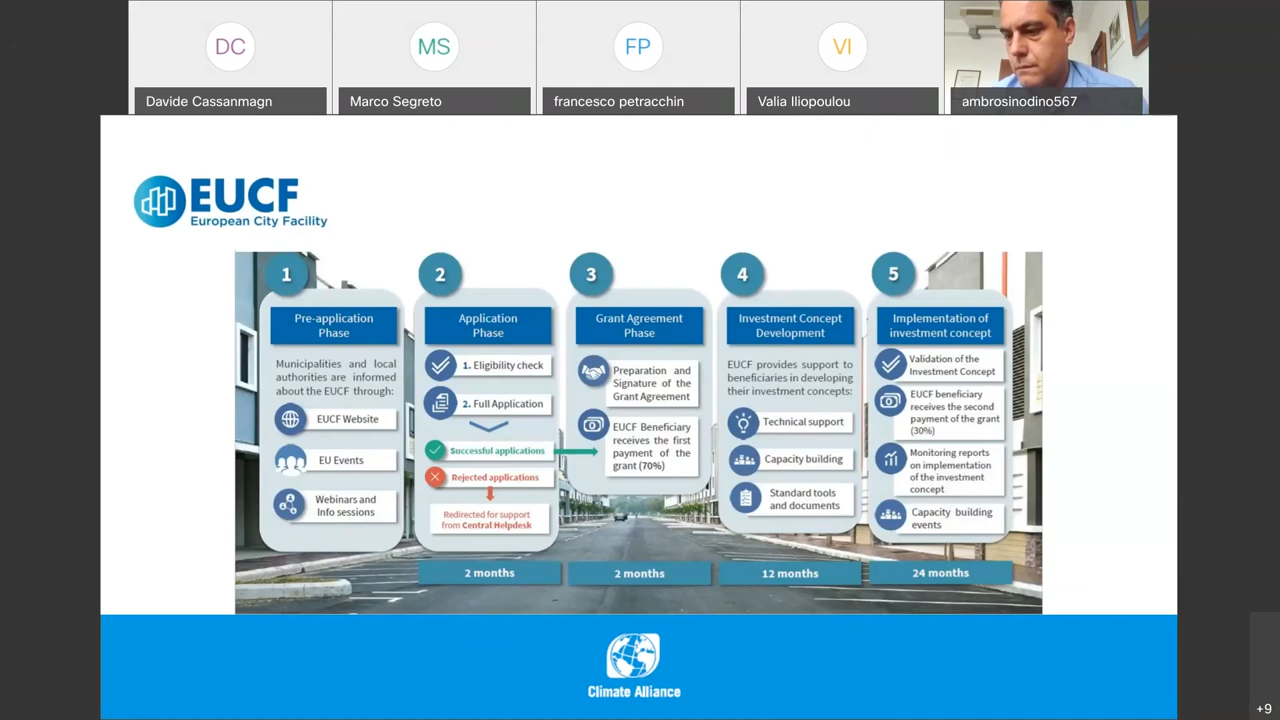 DC
MS
FP
VI
Davide Cassanmagn
Marco Segreto
francesco petracchin
Valia Iliopoulou
ambrosinodino567
EUCF
European City Facility
1
Pre-application
Phase
Municipalities and local
authorities are informed
about the EUCF through:
EUCF Website
EU Events
Webinars and
Info sessions
2
Application
Phase
1. Eligibility check
2. Full Application
Successful applications
Rejected applications
Redirected for support
from Central Helpdesk
2 months
3
Grant Agreement
Phase
Preparation and
Signature of the
Grant Agreement
EUCF Beneficiary
receives the first
payment of the
grant (70%)
2 months
4
Investment Concept
Development
EUCF provides support to
beneficiaries in developing
their investment concepts:
Technical support
Capacity building
Standard tools
and documents
12 months
5
Implementation of
investment concept
Validation of the
Investment Concept
EUCF beneficiary
receives the second
payment of the grant
(30%)
Monitoring reports
on implementation
of the investment
concept
Capacity building
events
24 months
Climate Alliance
+9